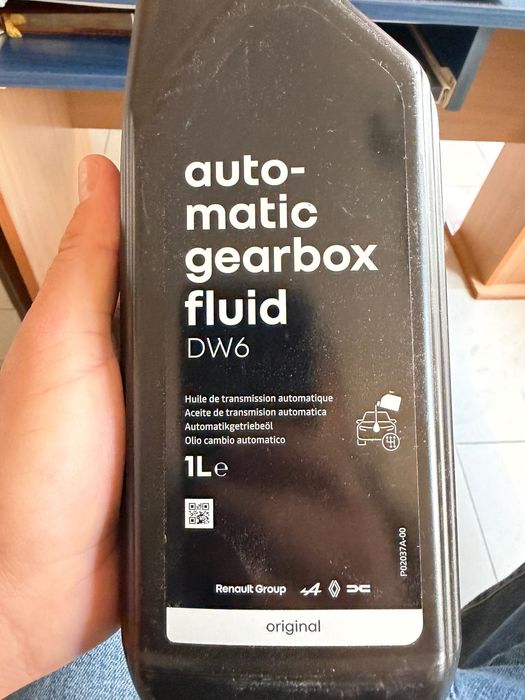 auto-
matic
gearbox
fluid
DW6
Huile de transmission automatique
Aceite de transmision automatica
Automatikgetriebeöl
Olio cambio automatico
1L e
P02037A-00
Renault Group
original